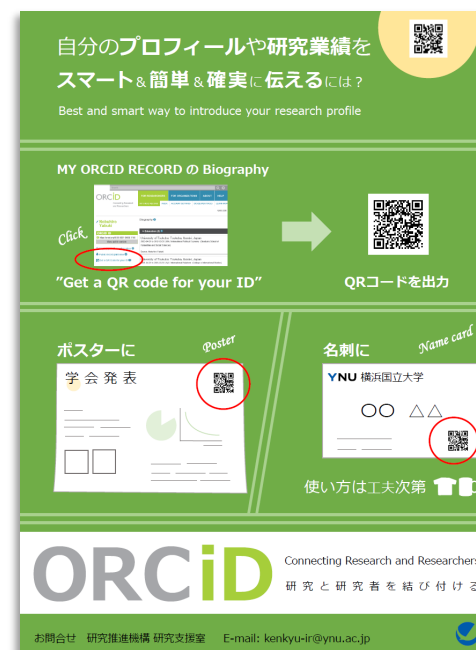 自分のプロフィールや研究業績を
スマート&簡単&確実に伝えるには？
Best and smart way to introduce your research profile
MY ORCID RECORD の Biography
ORCID
Click
"Get a QR code for your ID"
QRコードを出力
ポスターに
Poster
学会発表
名刺に
Name card
YNU 横浜国立大学
○○ △△
使い方は工夫次第
ORCiD
Connecting Research and Researchers
研究と研究者を結び付ける
お問合せ 研究推進機構 研究支援室 E-mail: kenkyu-ir@ynu.ac.jp